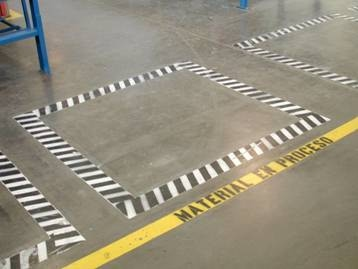 MATERIAL EN PROCESO